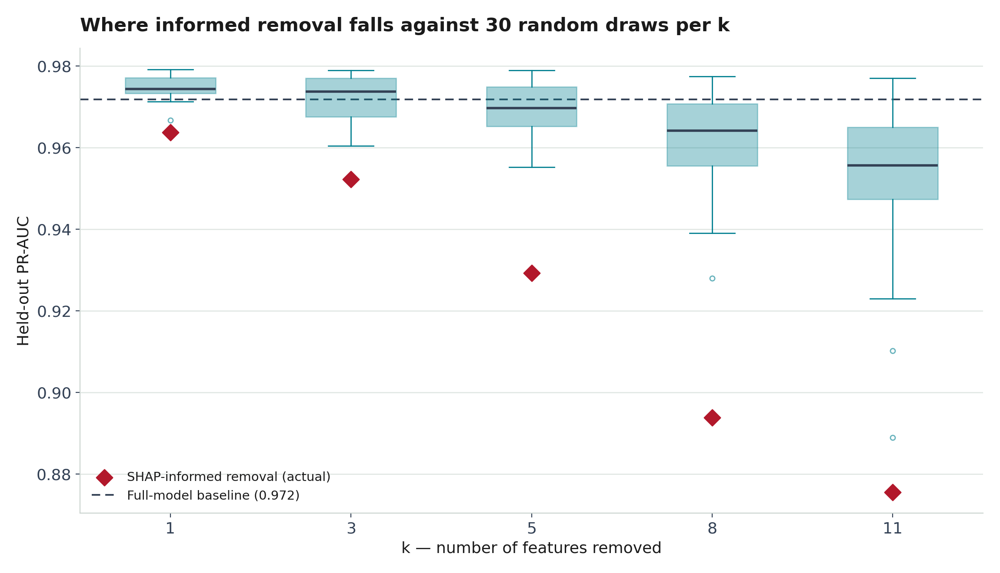 Where informed removal falls against 30 random draws per k
Held-out PR-AUC
0.98
0.96
0.94
0.92
0.90
0.88
SHAP-informed removal (actual)
Full-model baseline (0.972)
1 3 5 8 11
k — number of features removed